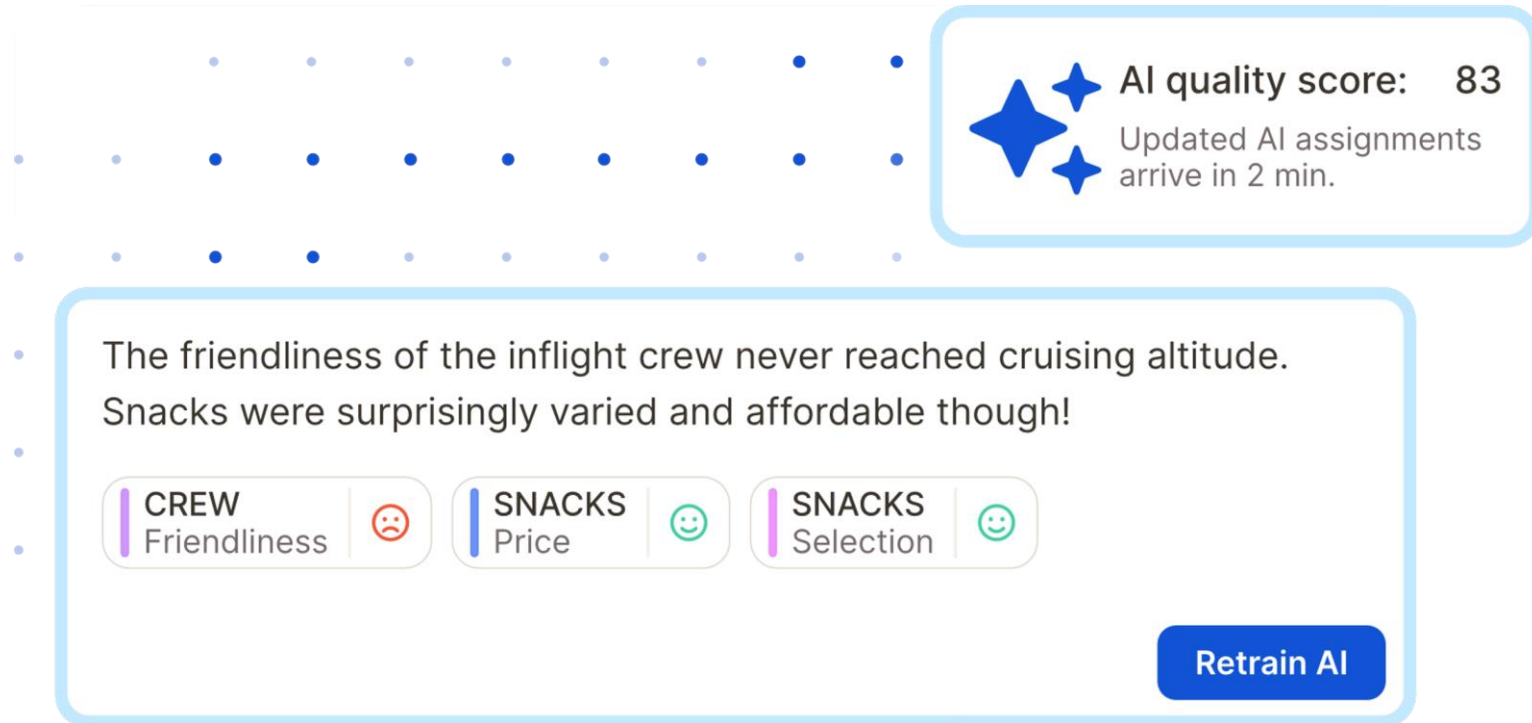 AI quality score: 83
Updated AI assignments
arrive in 2 min.
The friendliness of the inflight crew never reached cruising altitude.
Snacks were surprisingly varied and affordable though!
CREW
Friendliness
SNACKS
Price
SNACKS
Selection
Retrain AI